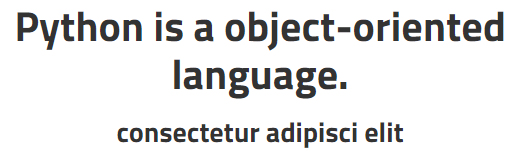 Python is a object-oriented
language.
consectetur adipisci elit